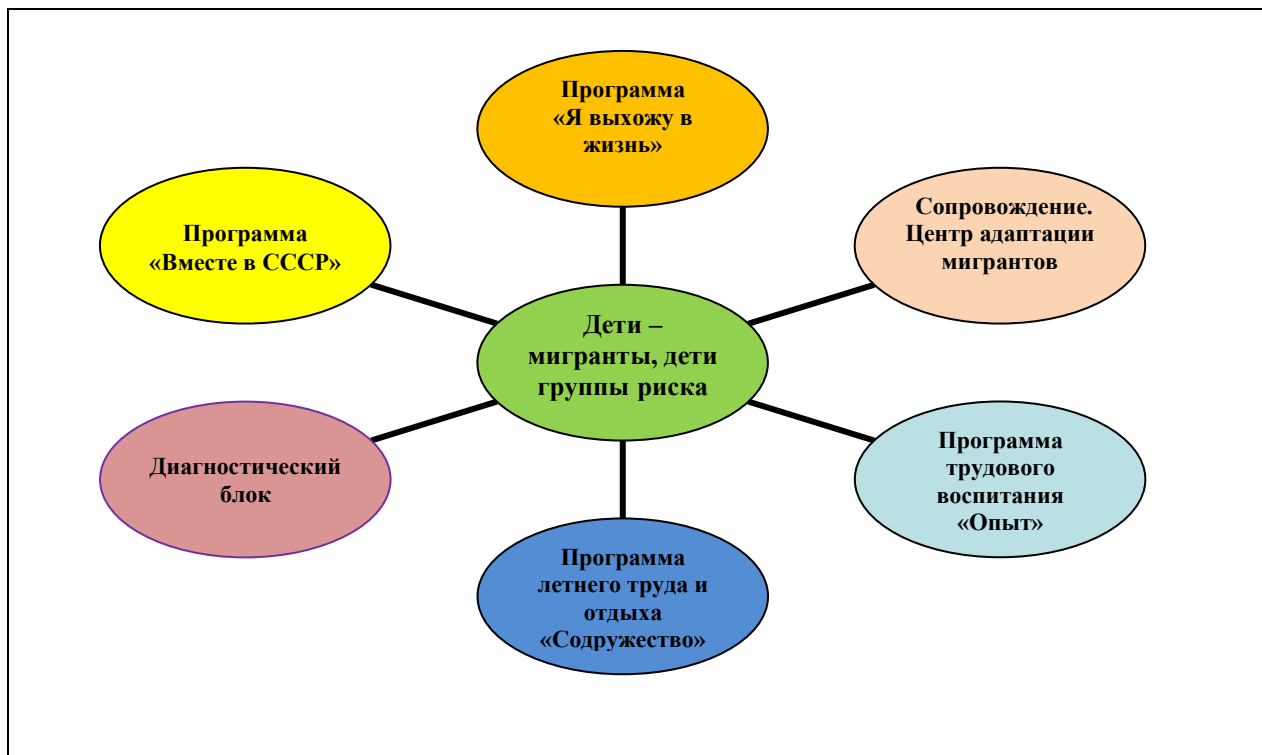 Программа
«Я выхожу в
жизнь»
Сопровождение.
Центр адаптации
мигрантов
Программа
«Вместе в СССР»
Дети –
мигранты, дети
группы риска
Диагностический
блок
Программа
трудового
воспитания
«Опыт»
Программа
летнего труда и
отдыха
«Содружество»